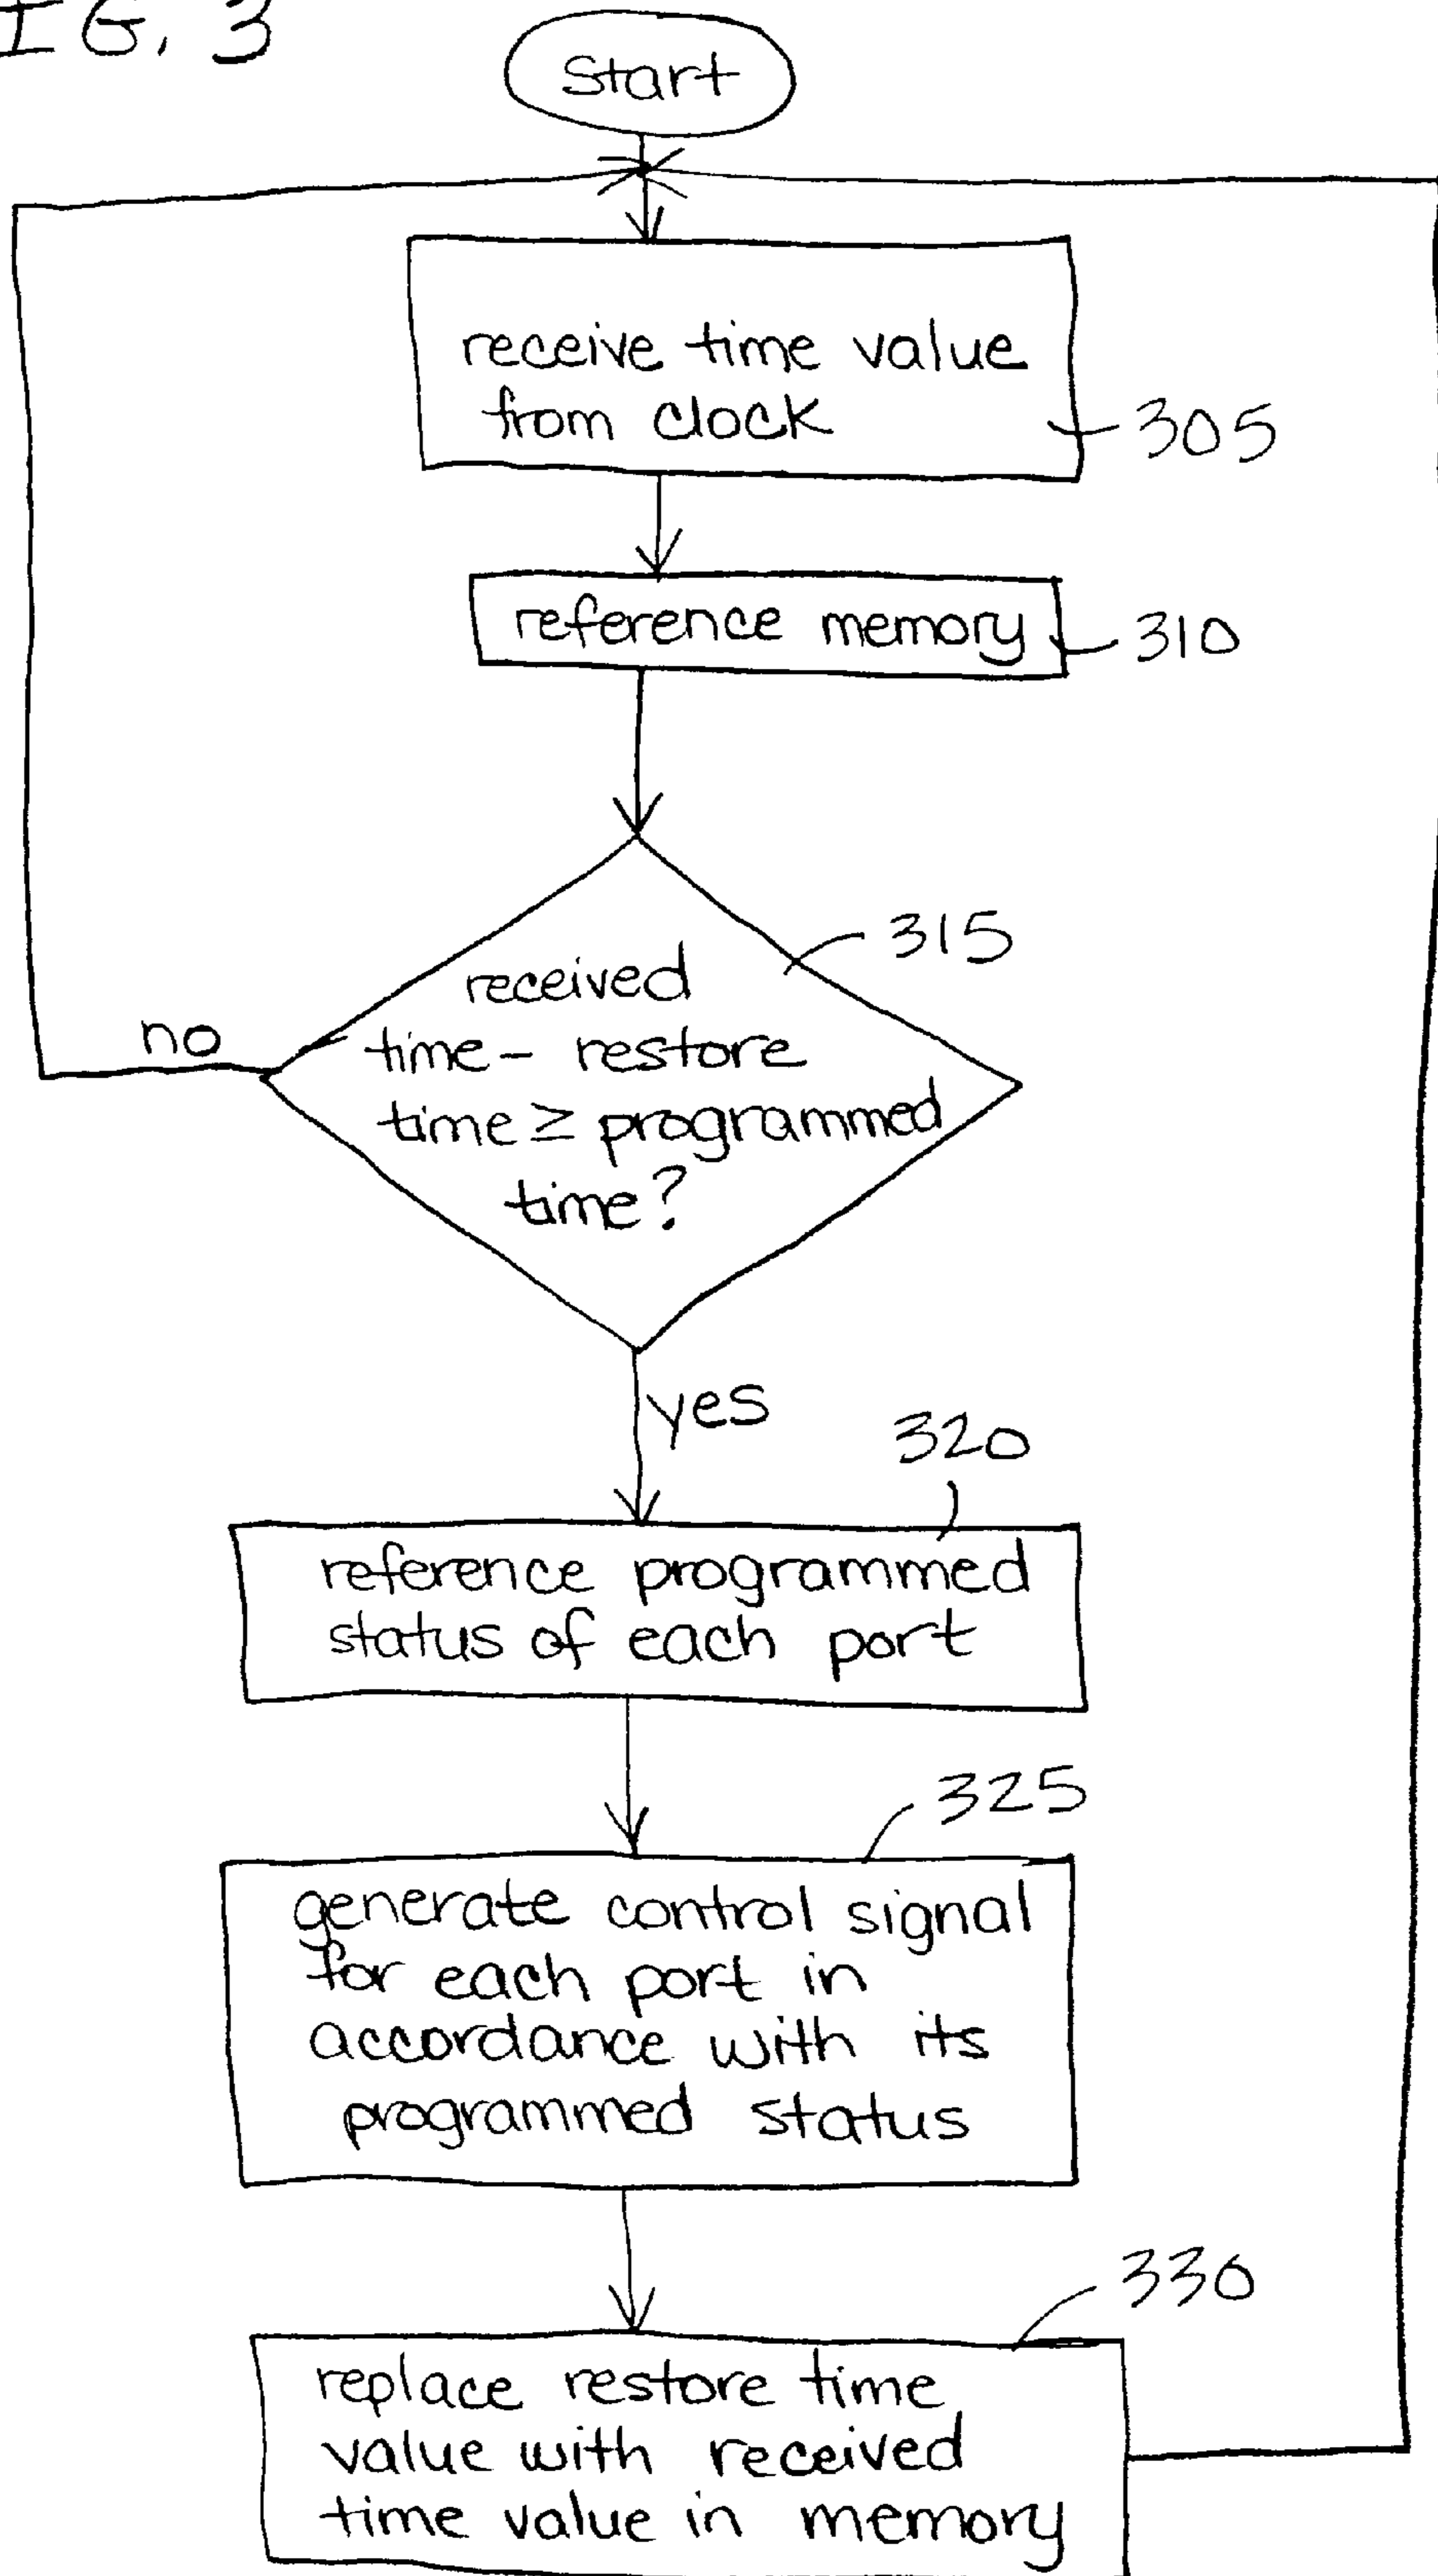 IG. 3
Start
receive time value
from clock
305
reference memory
310
315
received
time - restore
time ≥ programmed
time?
no
yes
320
reference programmed
status of each port
325
generate control signal
for each port in
accordance with its
programmed status
330
replace restore time
value with received
time value in memory